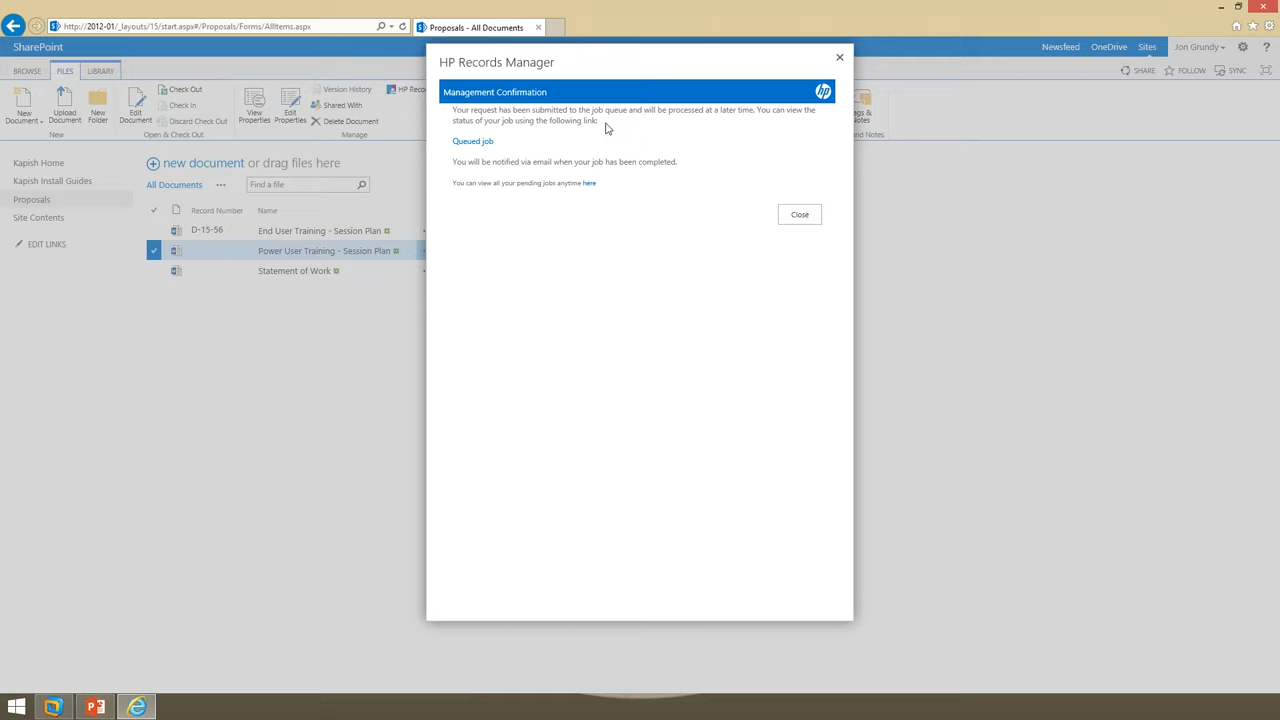 http://2012-01/_layouts/15/start.aspx#/Proposals/Forms/AllItems.aspx
Proposals - All Documents
SharePoint
Newsfeed OneDrive Sites Jon Grundy ?
BROWSE FILES LIBRARY
SHARE FOLLOW SYNC
New Document
Upload Document
New Folder
New
Edit Document
Check Out
Check In
Discard Check Out
Open & Check Out
View Properties
Edit Properties
Version History
Shared With
Delete Document
Manage
HP Reco
ags &
Notes
nd Notes
Kapish Home
Kapish Install Guides
Proposals
Site Contents
EDIT LINKS
new document or drag files here
All Documents ... Find a file
Record Number Name
D-15-56 End User Training - Session Plan
Power User Training - Session Plan
Statement of Work
HP Records Manager
Management Confirmation
hp
Your request has been submitted to the job queue and will be processed at a later time. You can view the
status of your job using the following link:
Queued job
You will be notified via email when your job has been completed.
You can view all your pending jobs anytime here
Close